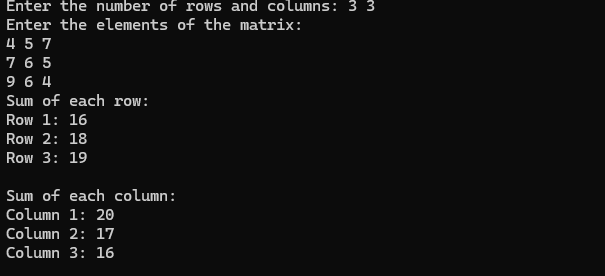 Enter the number of rows and columns: 3 3
Enter the elements of the matrix:
4 5 7
7 6 5
9 6 4
Sum of each row:
Row 1: 16
Row 2: 18
Row 3: 19

Sum of each column:
Column 1: 20
Column 2: 17
Column 3: 16